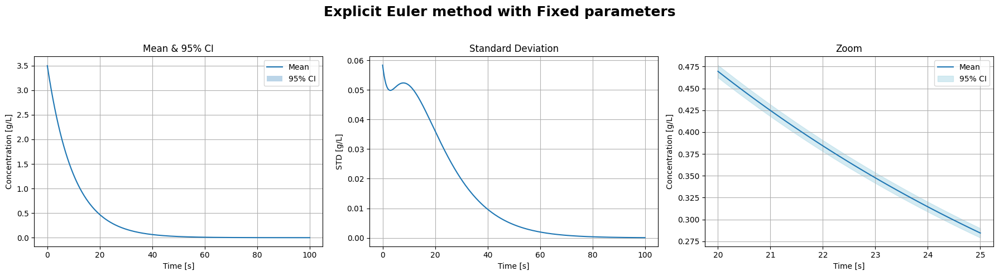 Explicit Euler method with Fixed parameters
Mean & 95% CI
Concentration [g/L]
3.5
3.0
2.5
2.0
1.5
1.0
0.5
0.0
Mean
95% CI
0 20 40 60 80 100
Time [s]
Standard Deviation
STD [g/L]
0.06
0.05
0.04
0.03
0.02
0.01
0.00
0 20 40 60 80 100
Time [s]
Zoom
Concentration [g/L]
0.475
0.450
0.425
0.400
0.375
0.350
0.325
0.300
0.275
Mean
95% CI
20 21 22 23 24 25
Time [s]